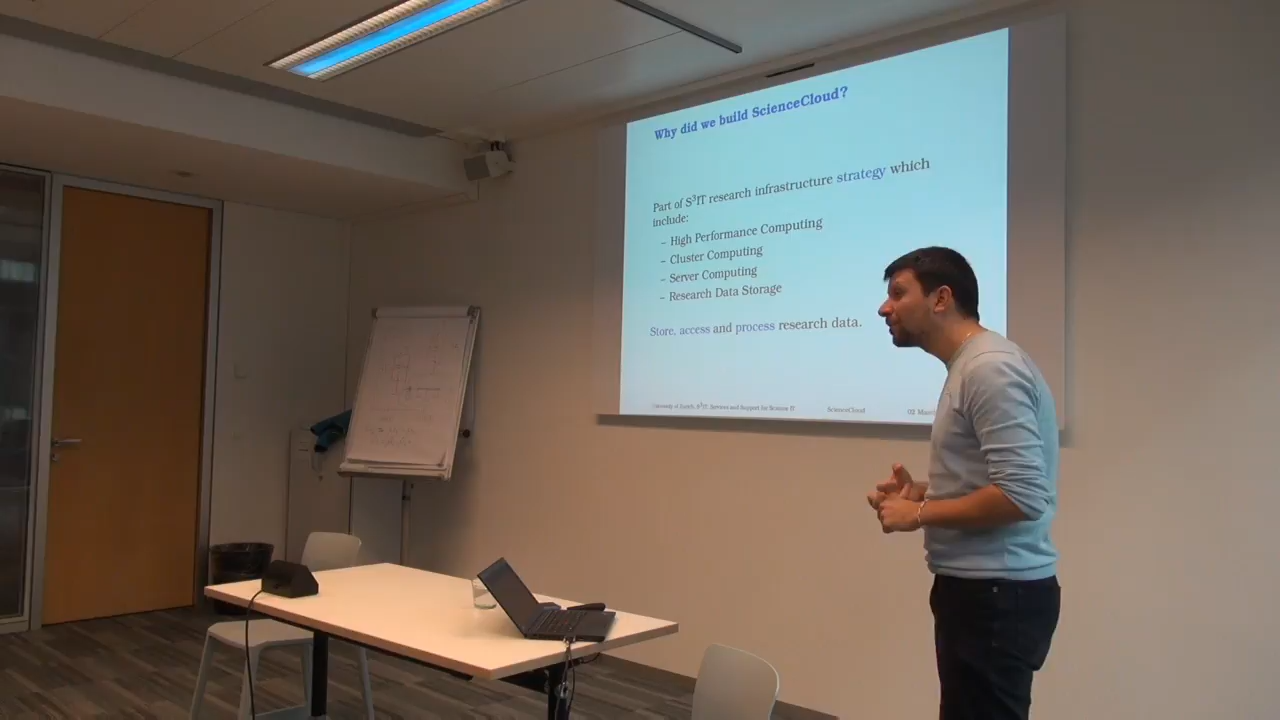 Why did we build ScienceCloud?
Part of S³IT research infrastructure strategy which
include:
– High Performance Computing
– Cluster Computing
– Server Computing
– Research Data Storage
Store, access and process research data.
University of Zurich, S³IT: Services and Support for Science IT ScienceCloud 02